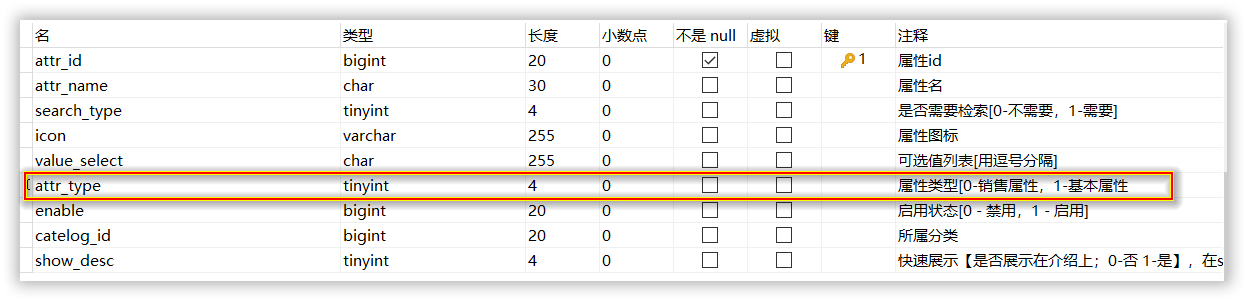 名 类型 长度 小数点 不是 null 虚拟 键 注释
attr_id bigint 20 0 1 属性id
attr_name char 30 0 属性名
search_type tinyint 4 0 是否需要检索[0-不需要，1-需要]
icon varchar 255 0 属性图标
value_select char 255 0 可选值列表[用逗号分隔]
attr_type tinyint 4 0 属性类型[0-销售属性，1-基本属性
enable bigint 20 0 启用状态[0 - 禁用，1 - 启用]
catelog_id bigint 20 0 所属分类
show_desc tinyint 4 0 快速展示【是否展示在介绍上；0-否 1-是】，在s